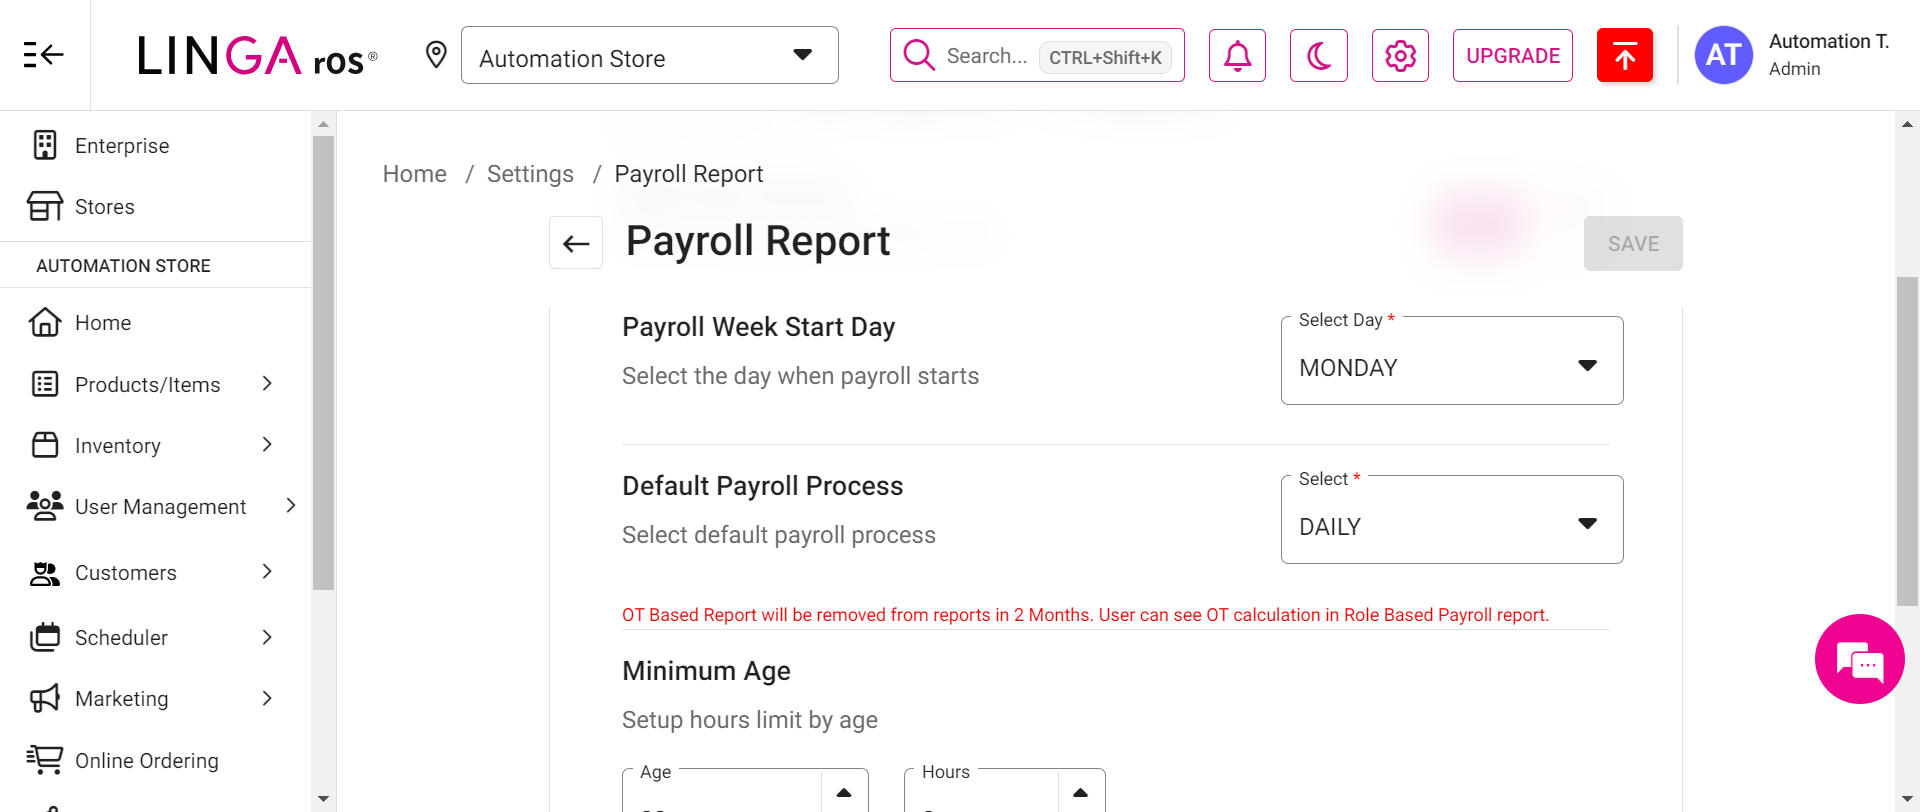 LINGA ros®
Automation Store
Search... CTRL+Shift+K
UPGRADE
AT
Automation T.
Admin
Enterprise
Stores
AUTOMATION STORE
Home
Products/Items
Inventory
User Management
Customers
Scheduler
Marketing
Online Ordering
Home / Settings / Payroll Report
Payroll Report
SAVE
Payroll Week Start Day
Select the day when payroll starts
Select Day *
MONDAY
Default Payroll Process
Select default payroll process
Select *
DAILY
OT Based Report will be removed from reports in 2 Months. User can see OT calculation in Role Based Payroll report.
Minimum Age
Setup hours limit by age
Age
Hours